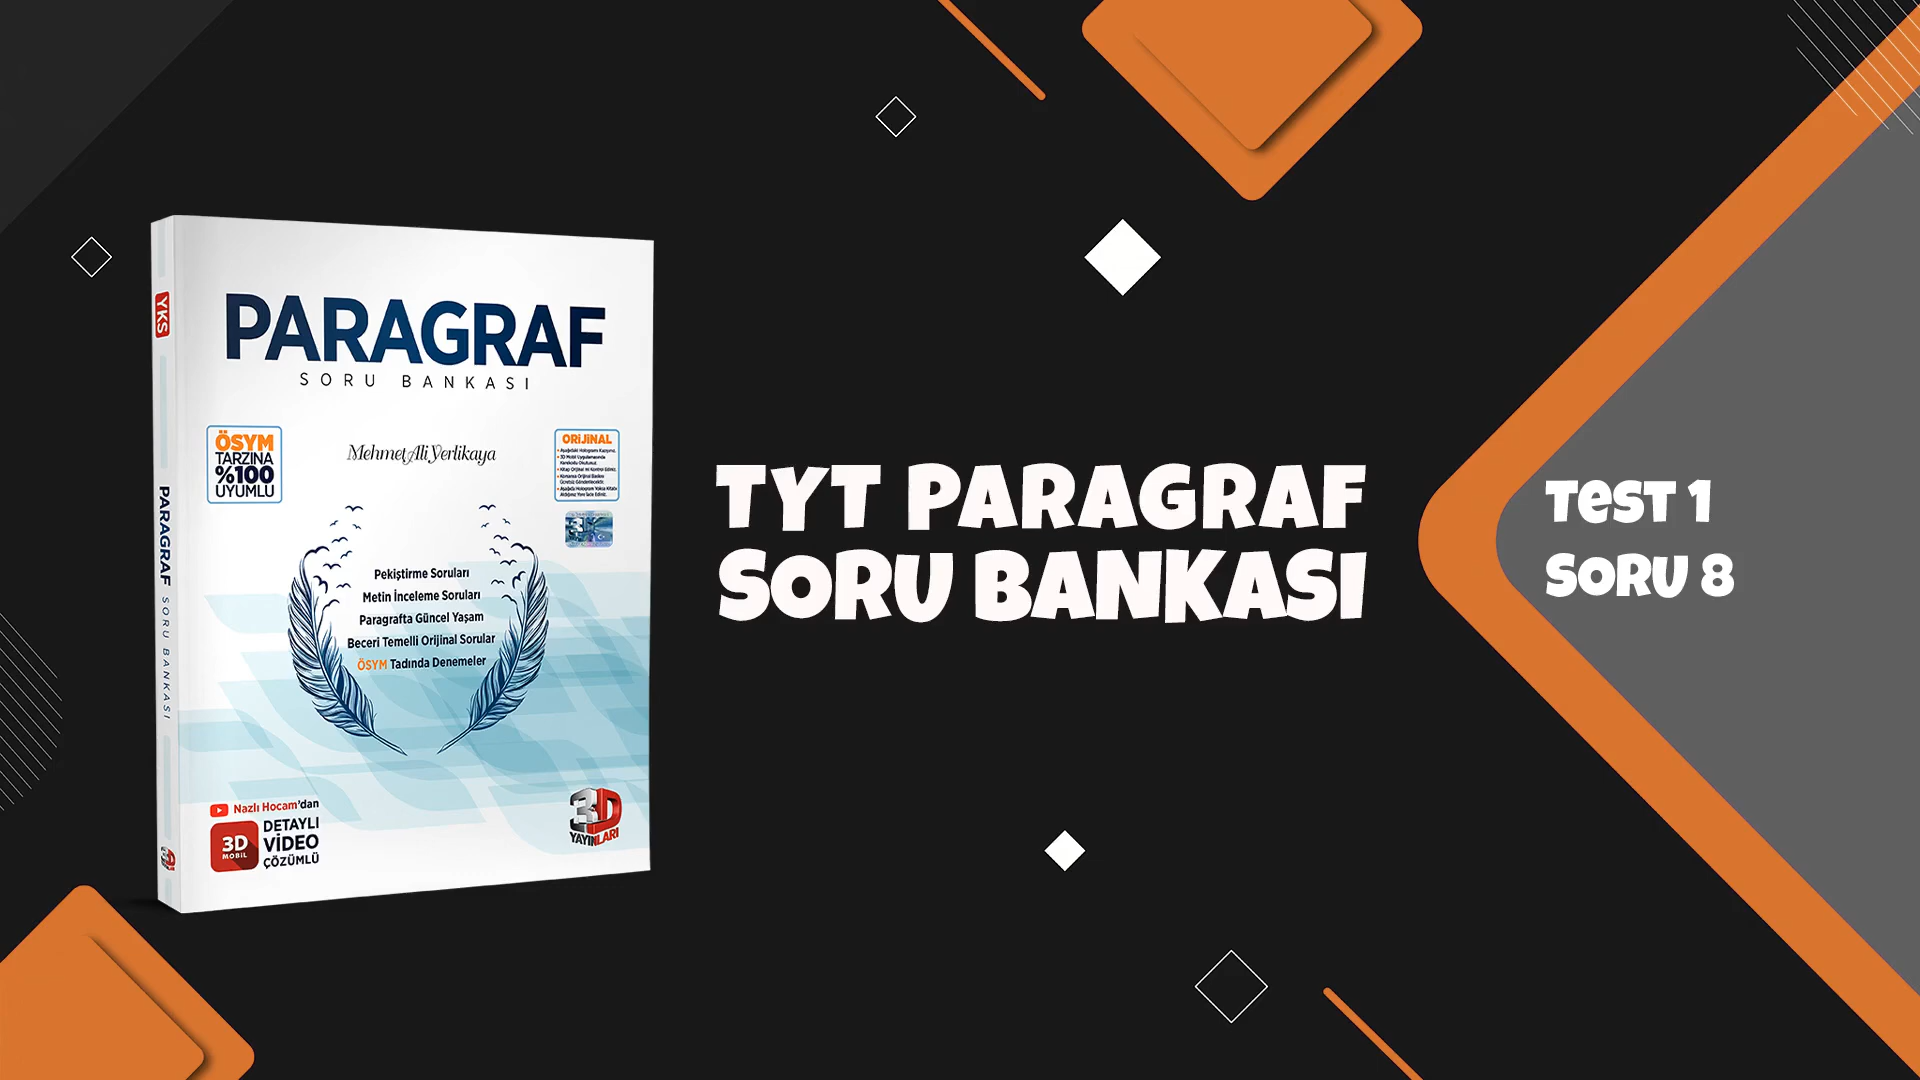 YKS
PARAGRAF SORU BANKASI
PARAGRAF
SORU BANKASI
ÖSYM
TARZINA
%100
UYUMLU
Mehmet Ali Yerlikaya
ORİJİNAL
Pekiştirme Soruları
Metin İnceleme Soruları
Paragrafta Güncel Yaşam
Beceri Temelli Orijinal Sorular
ÖSYM Tadında Denemeler
Nazlı Hocam'dan
3D
MOBİL
DETAYLI
VİDEO
ÇÖZÜMLÜ
3D
YAYINLARI
TYT PARAGRAF
SORU BANKASI
TEST 1
SORU 8